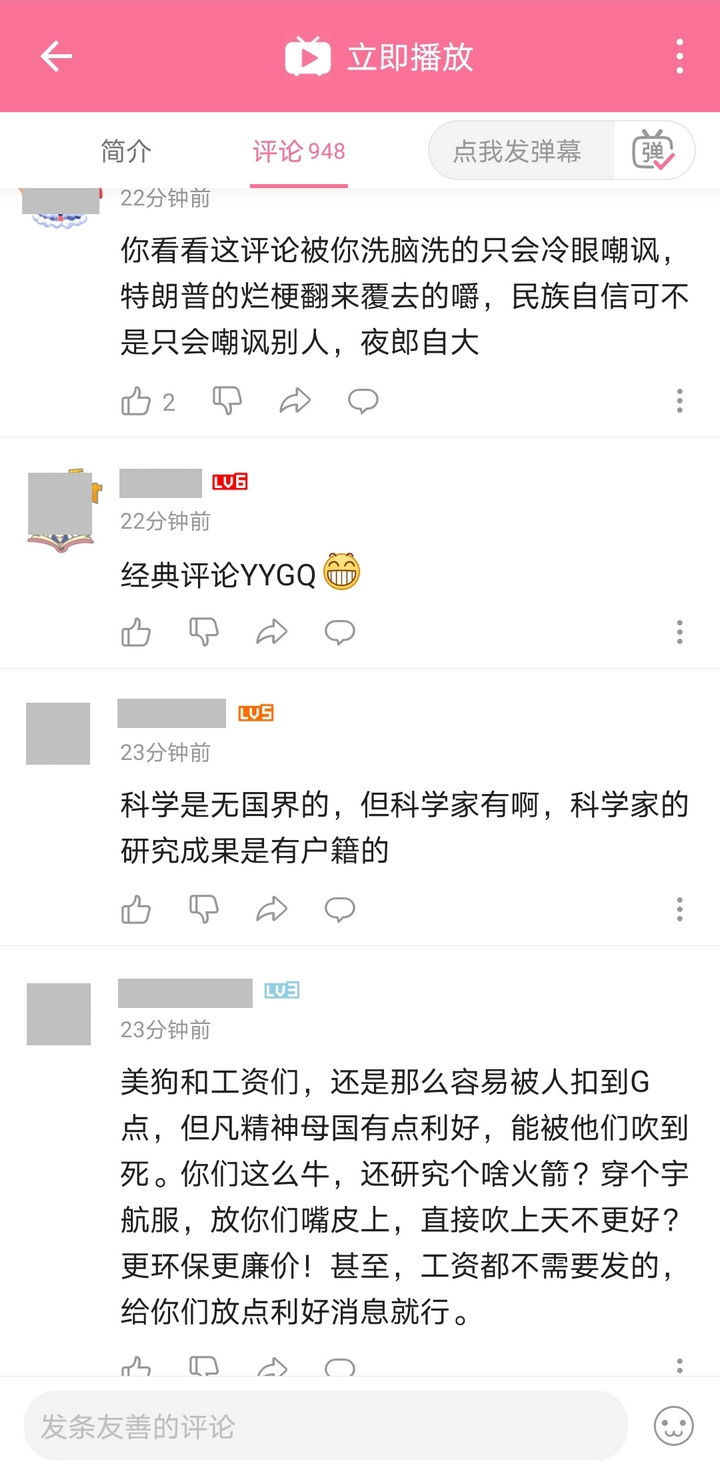 立即播放
简介
评论 948
点我发弹幕
弹
22分钟前
你看看这评论被你洗脑洗的只会冷眼嘲讽，
特朗普的烂梗翻来覆去的嚼，民族自信可不
是只会嘲讽别人，夜郎自大
2
LV6
22分钟前
经典评论YYGQ
LV5
23分钟前
科学是无国界的，但科学家有啊，科学家的
研究成果是有户籍的
LV3
23分钟前
美狗和工资们，还是那么容易被人扣到G
点，但凡精神母国有点利好，能被他们吹到
死。你们这么牛，还研究个啥火箭？穿个宇
航服，放你们嘴皮上，直接吹上天不更好？
更环保更廉价！甚至，工资都不需要发的，
给你们放点利好消息就行。
发条友善的评论